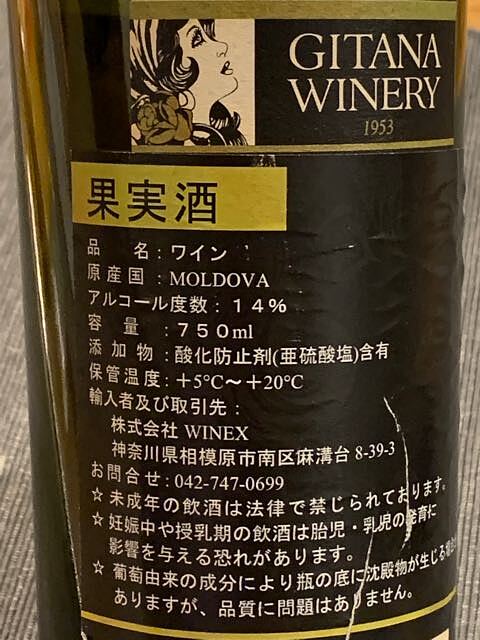 GITANA
WINERY
1953
果実酒
品 名 : ワイン
原産国 : MOLDOVA
アルコール度数 : 14%
容 量 : 750ml
添加物 : 酸化防止剤(亜硫酸塩)含有
保管温度 : +5°C〜+20°C
輸入者及び取引先 :
株式会社 WINEX
神奈川県相模原市南区麻溝台 8-39-3
お問合せ : 042-747-0699
☆ 未成年の飲酒は法律で禁じられております。
☆ 妊娠中や授乳期の飲酒は胎児・乳児の発育に
影響を与える恐れがあります。
☆ 葡萄由来の成分により瓶の底に沈殿物が生じる
ありますが、品質に問題はありません。